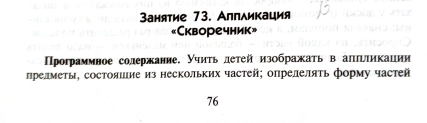 Занятие 73. Аппликация
«Скворечник»
Программное содержание. Учить детей изображать в аппликации
предметы, состоящие из нескольких частей; определять форму частей
76